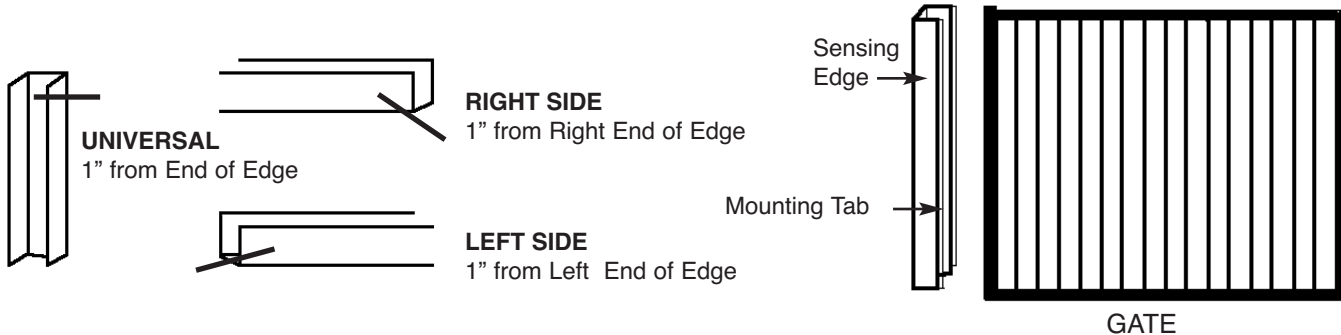 UNIVERSAL
1” from End of Edge
RIGHT SIDE
1” from Right End of Edge
LEFT SIDE
1” from Left  End of Edge
Sensing
Edge
Mounting Tab
GATE